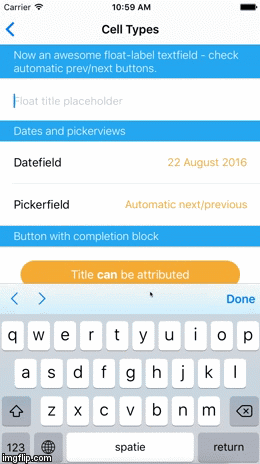 Carrier 10:59 AM
Cell Types
Now an awesome float-label textfield - check
automatic prev/next buttons.
Float title placeholder
Dates and pickerviews
Datefield 22 August 2016
Pickerfield Automatic next/previous
Button with completion block
Title can be attributed
Done
q w e r t y u i o p
a s d f g h j k l
z x c v b n m
123 spatie return
imgflip.com